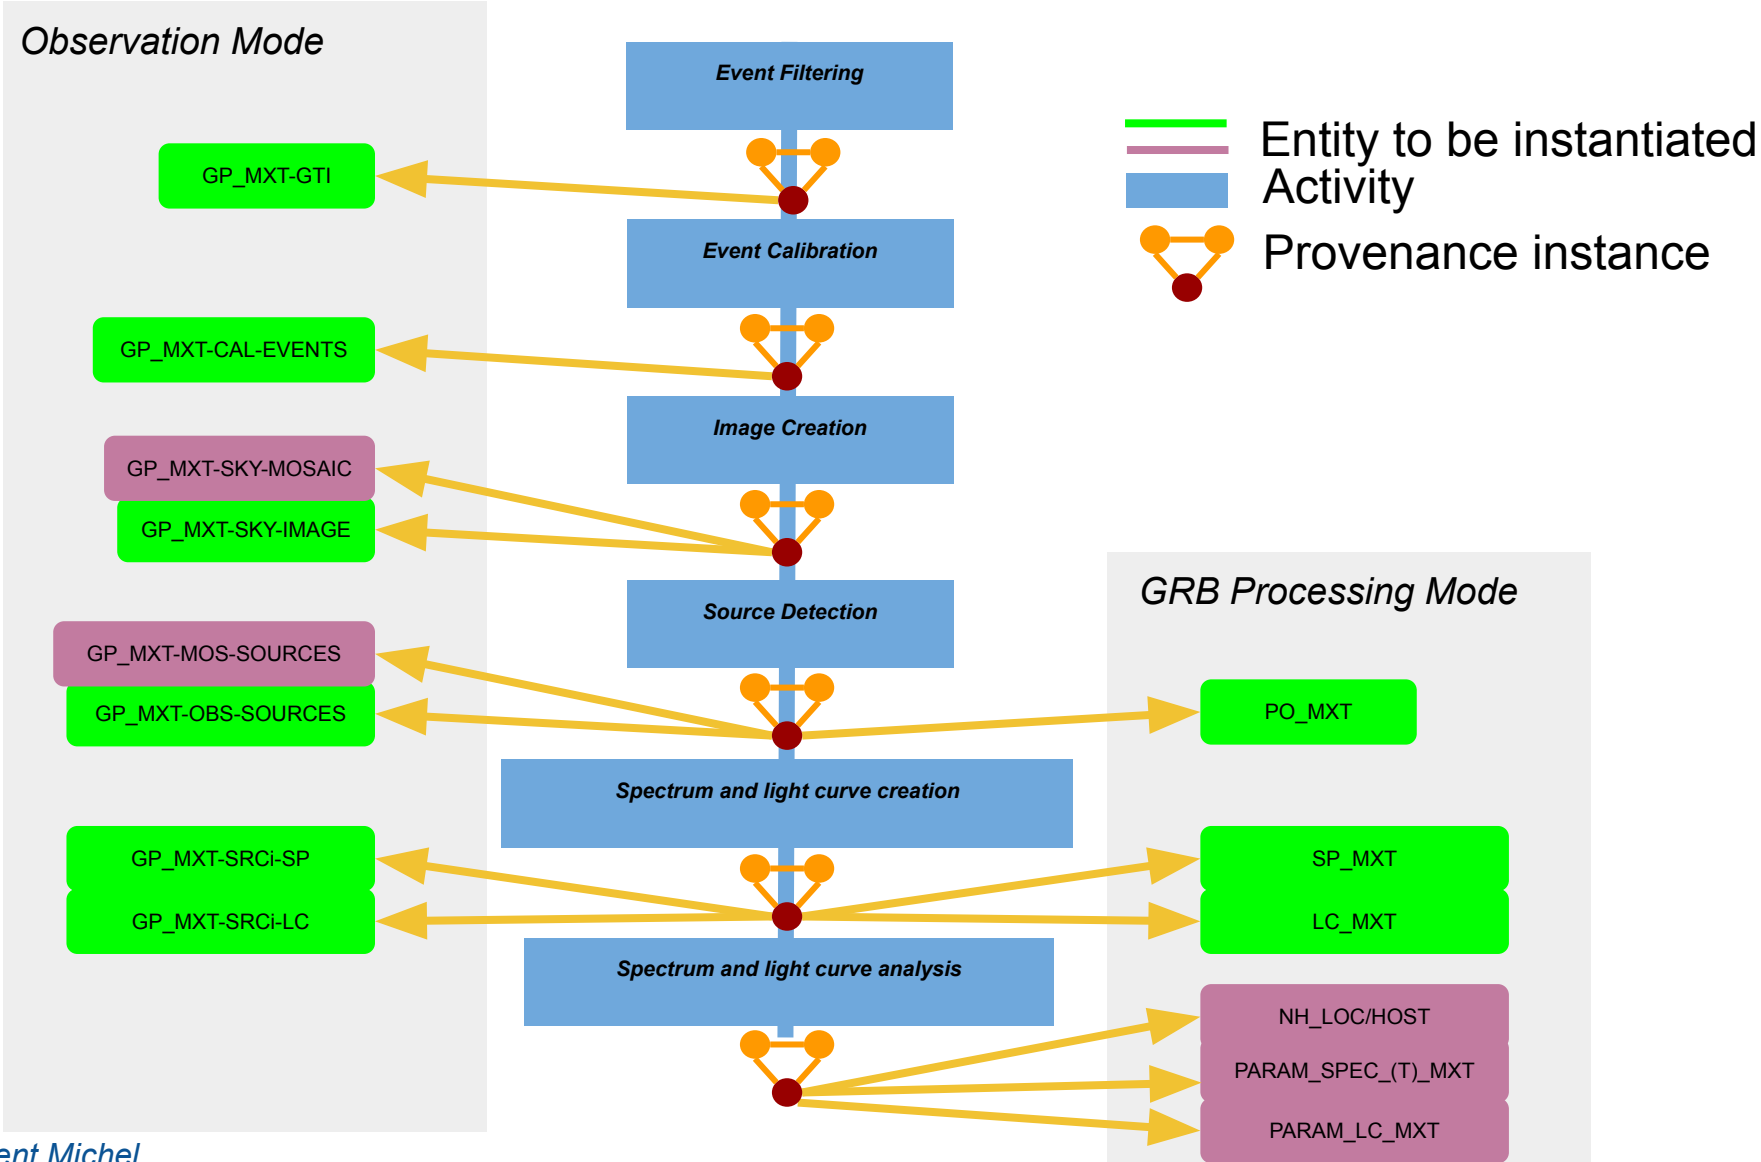 Observation Mode
Event Filtering
Entity to be instantiated
Activity
Provenance instance
GP_MXT-GTI
Event Calibration
GP_MXT-CAL-EVENTS
Image Creation
GP_MXT-SKY-MOSAIC
GP_MXT-SKY-IMAGE
Source Detection
GRB Processing Mode
GP_MXT-MOS-SOURCES
GP_MXT-OBS-SOURCES
PO_MXT
Spectrum and light curve creation
GP_MXT-SRCi-SP
SP_MXT
GP_MXT-SRCi-LC
LC_MXT
Spectrum and light curve analysis
NH_LOC/HOST
PARAM_SPEC_(T)_MXT
PARAM_LC_MXT
Michel